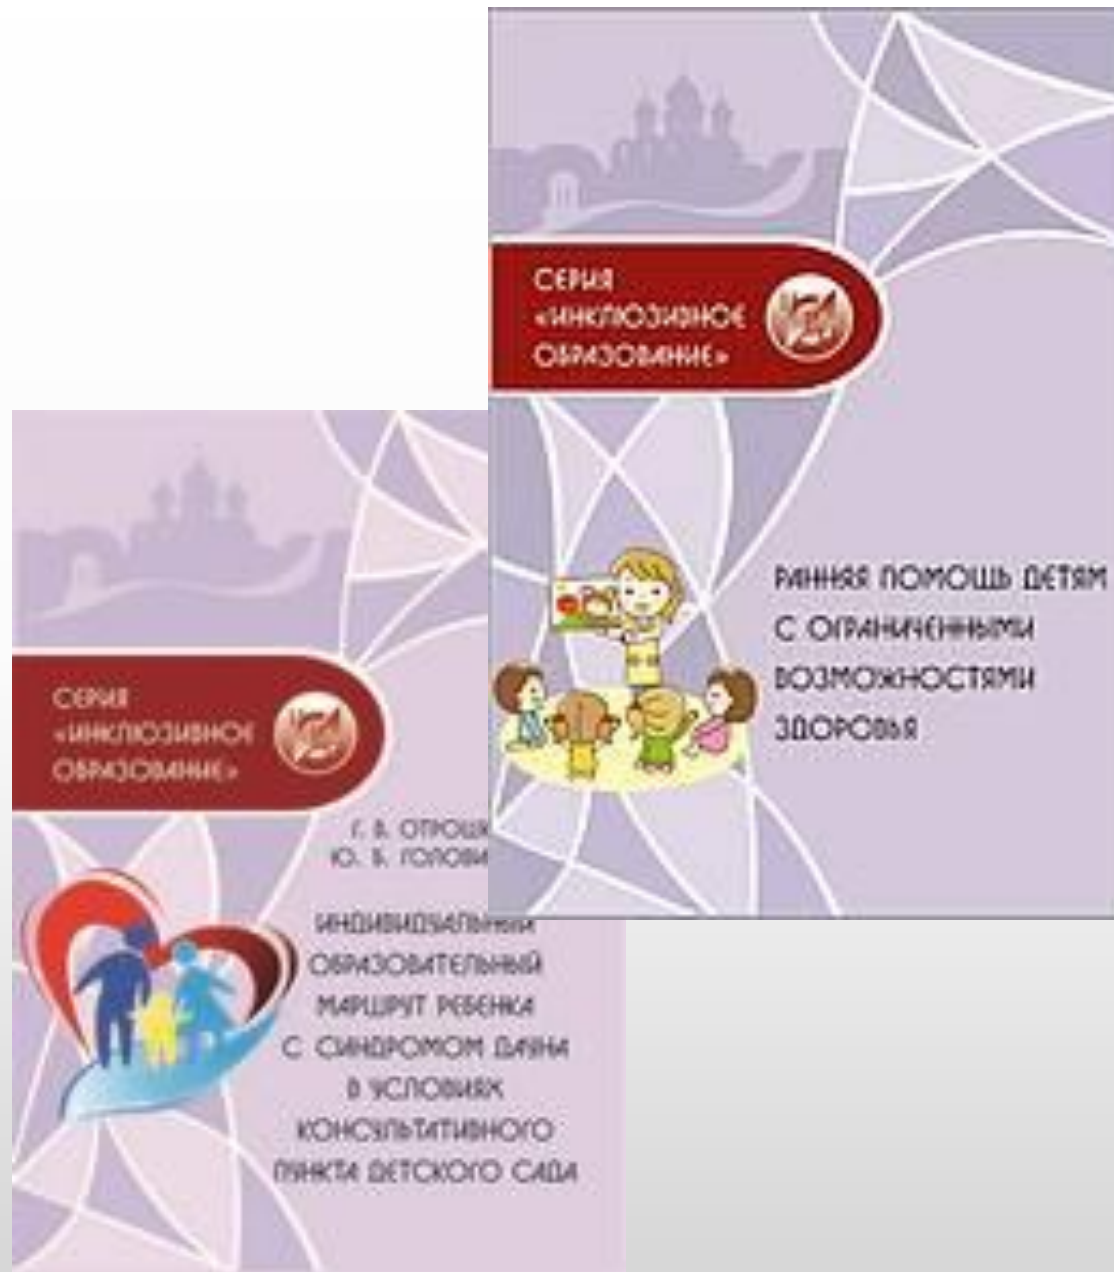 СЕРИЯ
«ИНКЛЮЗИВНОЕ
ОБРАЗОВАНИЕ»
РАННЯЯ ПОМОЩЬ ДЕТЯМ
С ОГРАНИЧЕННЫМИ
ВОЗМОЖНОСТЯМИ
ЗДОРОВЬЯ
СЕРИЯ
«ИНКЛЮЗИВНОЕ
ОБРАЗОВАНИЕ»
Г. В.
Ю. Б.
ИНДИВИДУАЛЬНЫЙ
ОБРАЗОВАТЕЛЬНЫЙ
МАРШРУТ РЕБЕНКА
С СИНДРОМОМ ДАУНА
В УСЛОВИЯХ
КОНСУЛЬТАТИВНОГО
ПУНКТА ДЕТСКОГО САДА